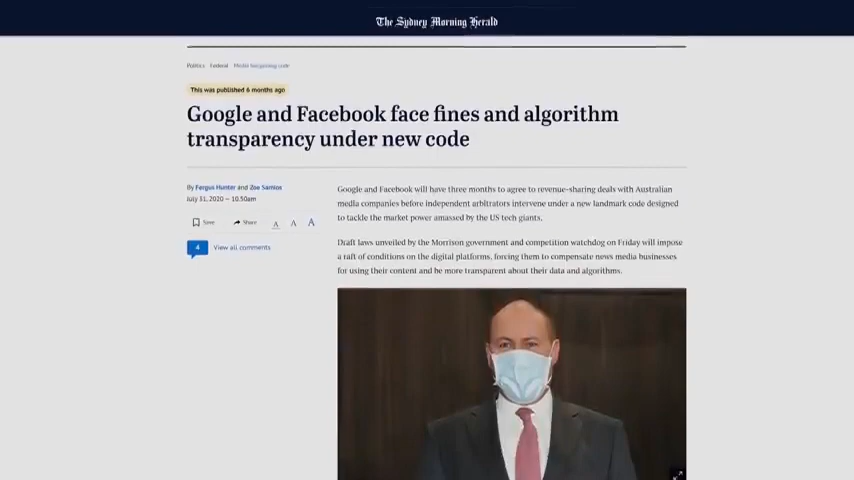 The Sydney Morning Herald
Politics Federal Media bargaining code
This was published 6 months ago
Google and Facebook face fines and algorithm
transparency under new code
By Fergus Hunter and Zoe Samios
July 31, 2020 — 10.50am
Save Share A A A
4 View all comments
Google and Facebook will have three months to agree to revenue-sharing deals with Australian
media companies before independent arbitrators intervene under a new landmark code designed
to tackle the market power amassed by the US tech giants.
Draft laws unveiled by the Morrison government and competition watchdog on Friday will impose
a raft of conditions on the digital platforms, forcing them to compensate news media businesses
for using their content and be more transparent about their data and algorithms.